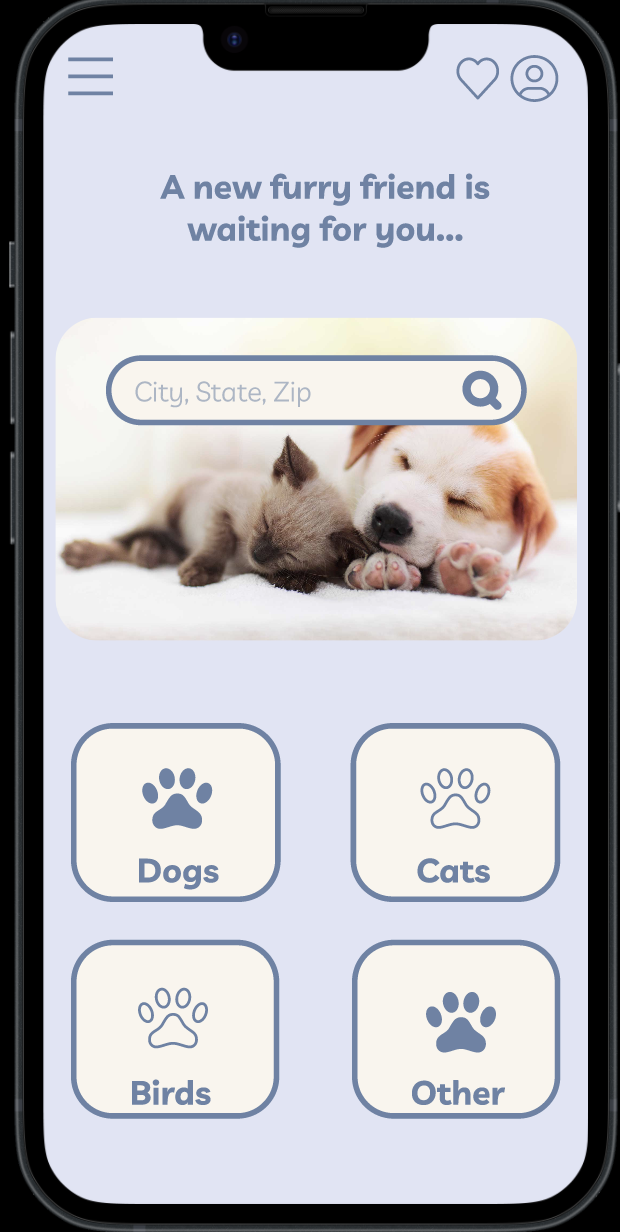 A new furry friend is
waiting for you...
City, State, Zip
Dogs
Cats
Birds
Other